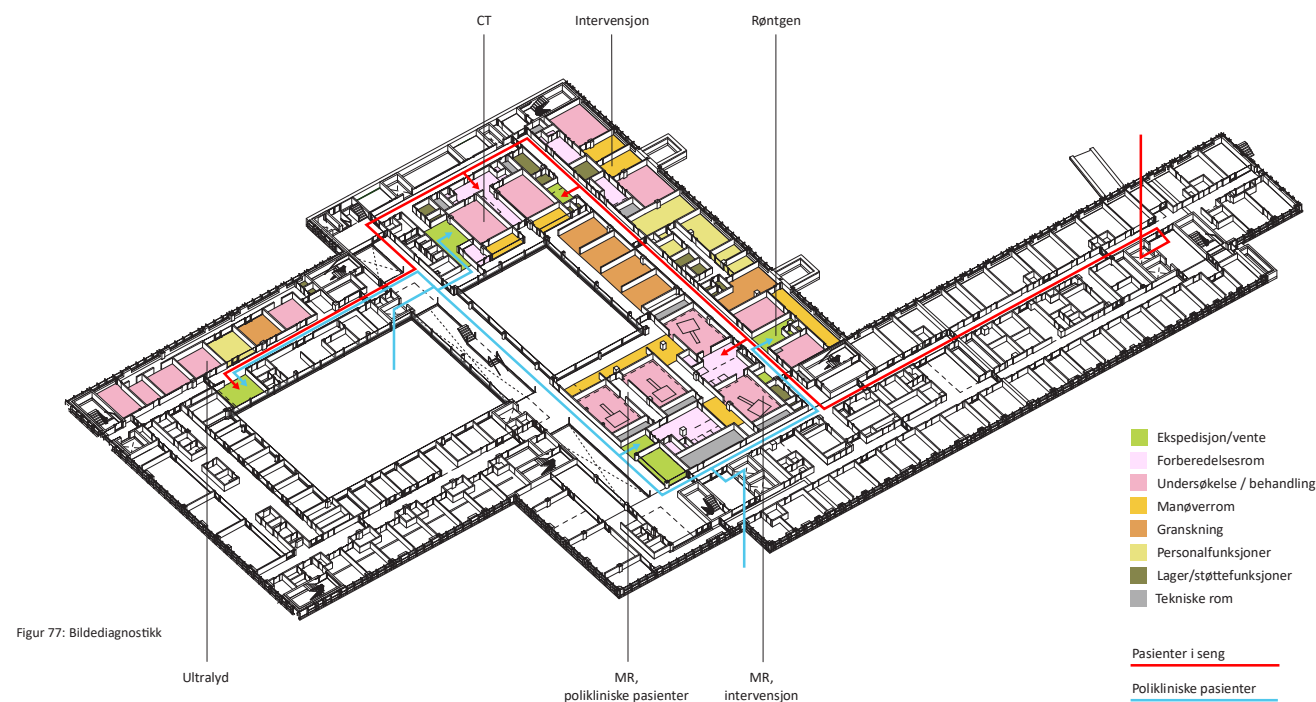 CT
Intervensjon
Røntgen
Ekspedisjon/vente
Forberedelsesrom
Undersøkelse / behandling
Manøverrom
Granskning
Personalfunksjoner
Lager/støttefunksjoner
Tekniske rom
Figur 77: Bildediagnostikk
Pasienter i seng
Polikliniske pasienter
Ultralyd
MR,
polikliniske pasienter
MR,
intervensjon